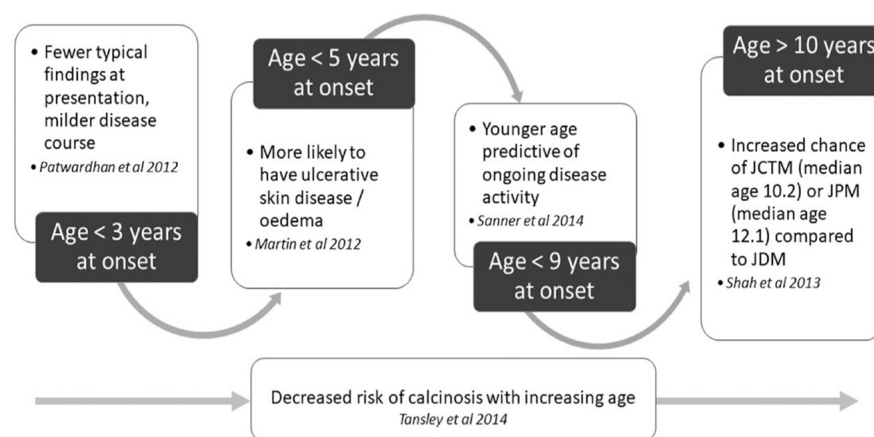 • Fewer typical
findings at
presentation,
milder disease
course
• Patwardhan et al 2012
Age < 3 years
at onset
Age < 5 years
at onset
• More likely to
have ulcerative
skin disease /
oedema
• Martin et al 2012
• Younger age
predictive of
ongoing disease
activity
• Sanner et al 2014
Age < 9 years
at onset
Age > 10 years
at onset
• Increased chance
of JCTM (median
age 10.2) or JPM
(median age
12.1) compared
to JDM
• Shah et al 2013
Decreased risk of calcinosis with increasing age
Tansley et al 2014